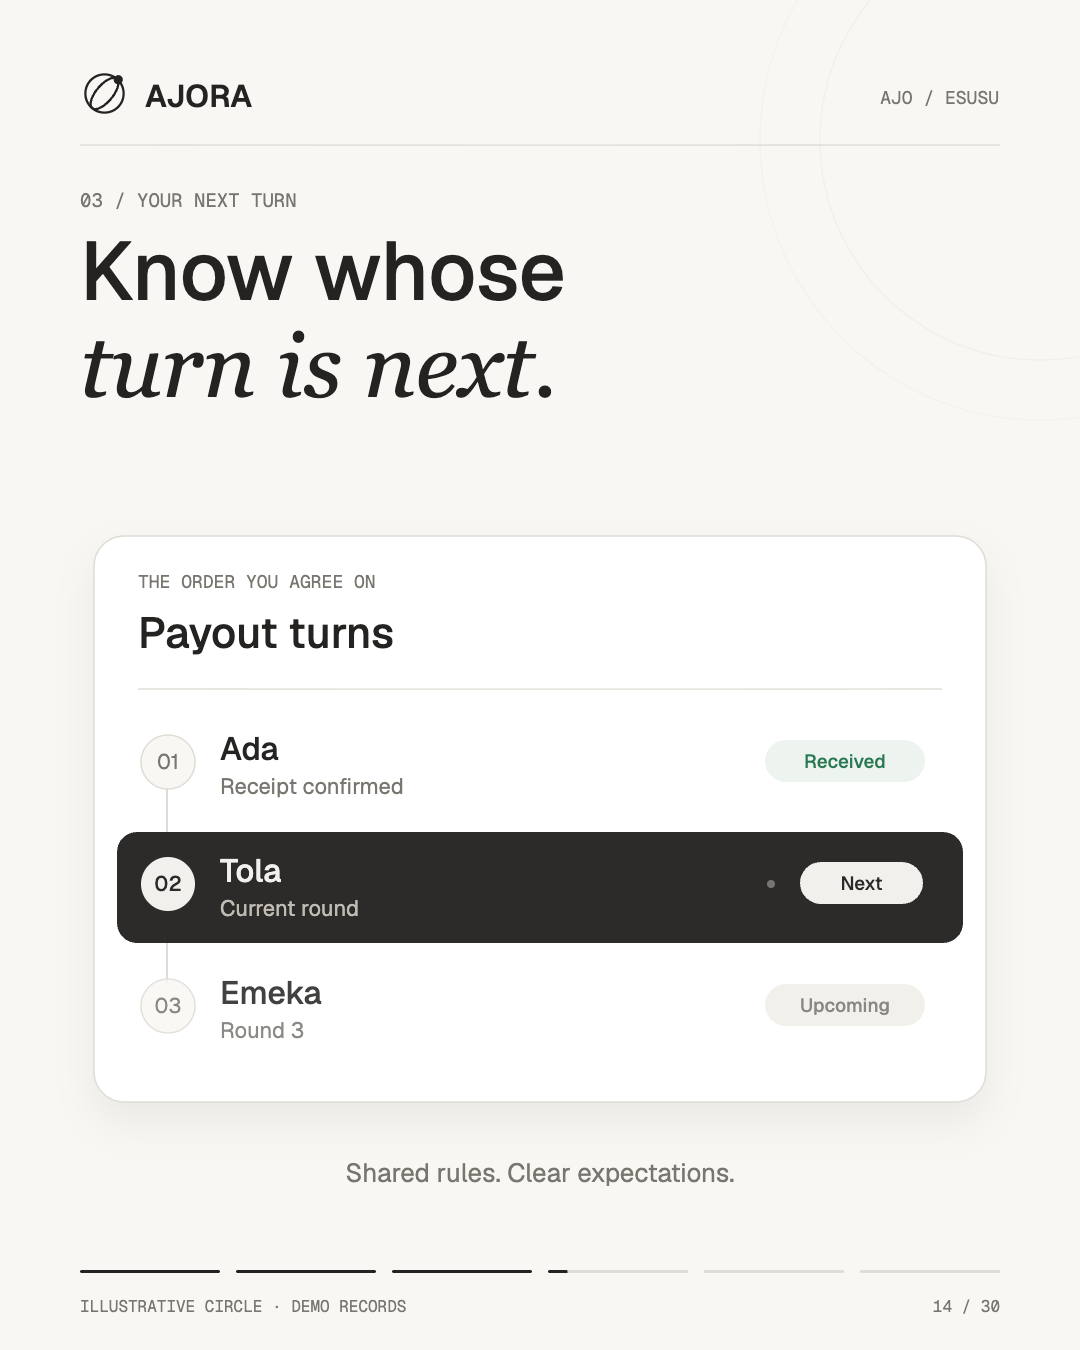 AJORA
AJO / ESUSU
03 / YOUR NEXT TURN
Know whose
turn is next.
THE ORDER YOU AGREE ON
Payout turns
01
Ada
Receipt confirmed
Received
02
Tola
Current round
Next
03
Emeka
Round 3
Upcoming
Shared rules. Clear expectations.
ILLUSTRATIVE CIRCLE · DEMO RECORDS
14 / 30